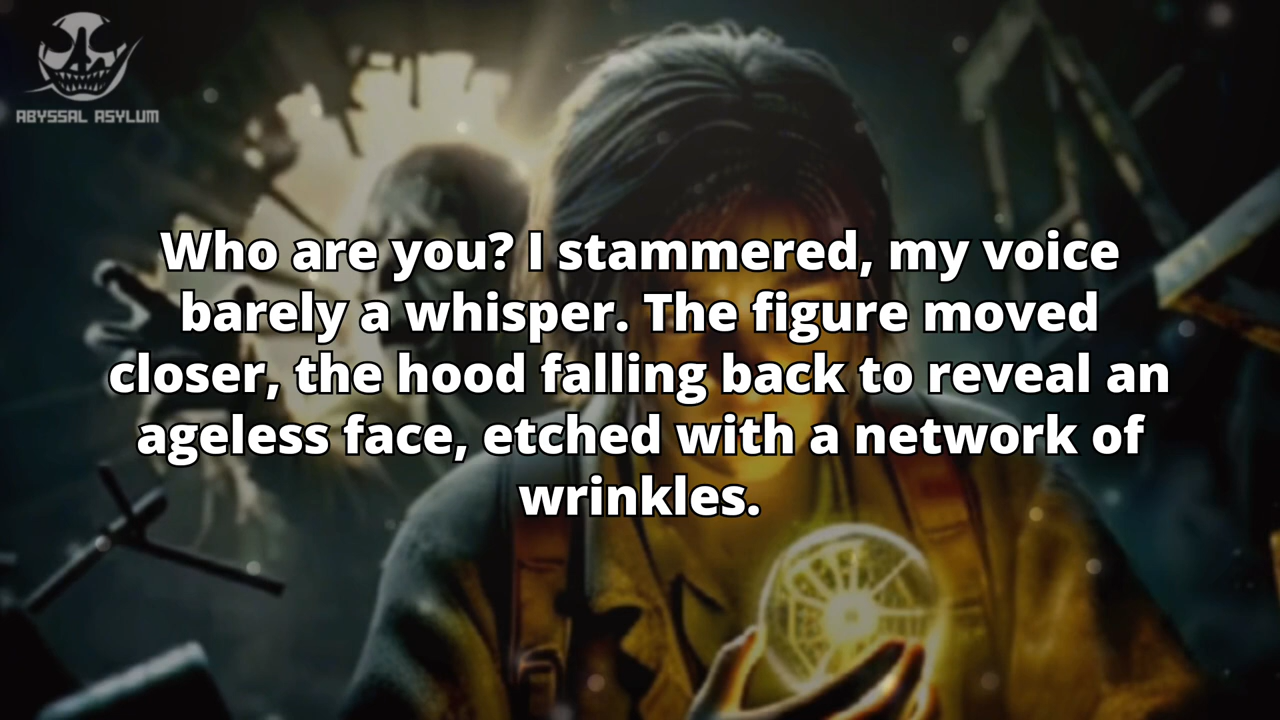 ABYSSAL ASYLUM
Who are you? I stammered, my voice
barely a whisper. The figure moved
closer, the hood falling back to reveal an
ageless face, etched with a network of
wrinkles.